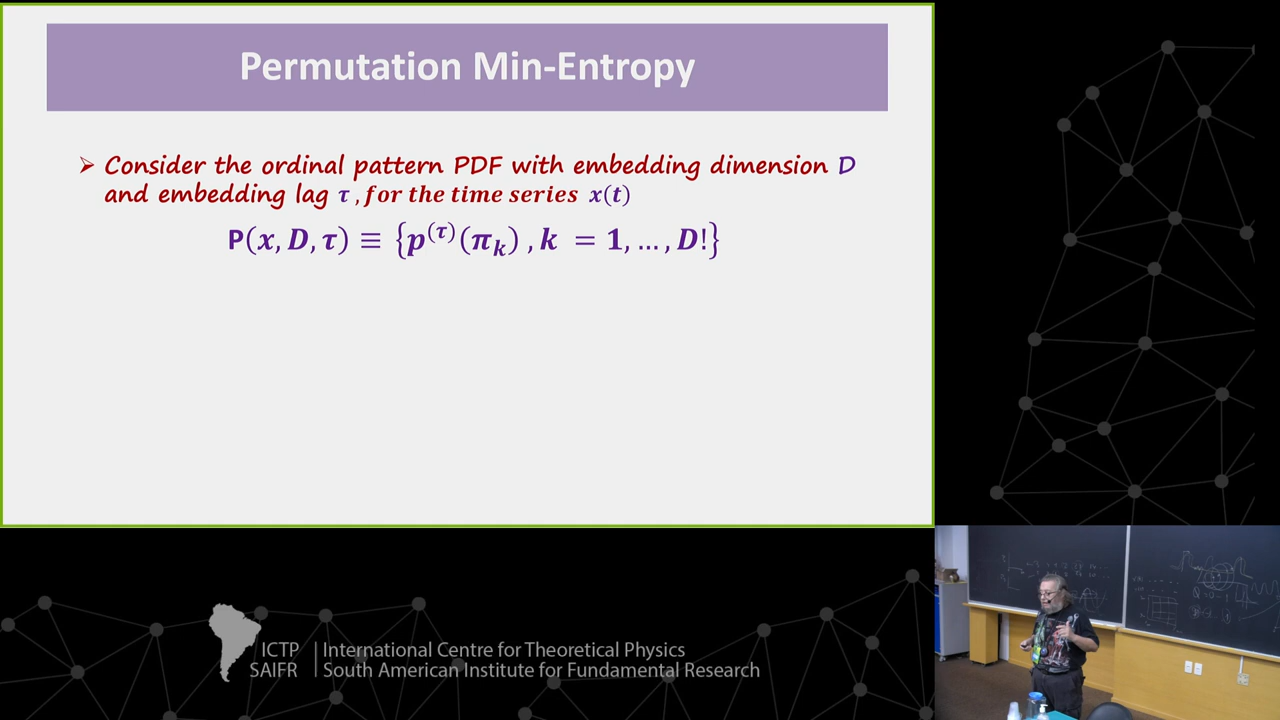 Permutation Min-Entropy
➢ Consider the ordinal pattern PDF with embedding dimension D
and embedding lag τ , for the time series x(t)
P(x, D, τ) ≡ {p^(τ)(π_k) , k = 1, … , D!}
ICTP
International Centre for Theoretical Physics
SAIFR
South American Institute for Fundamental Research